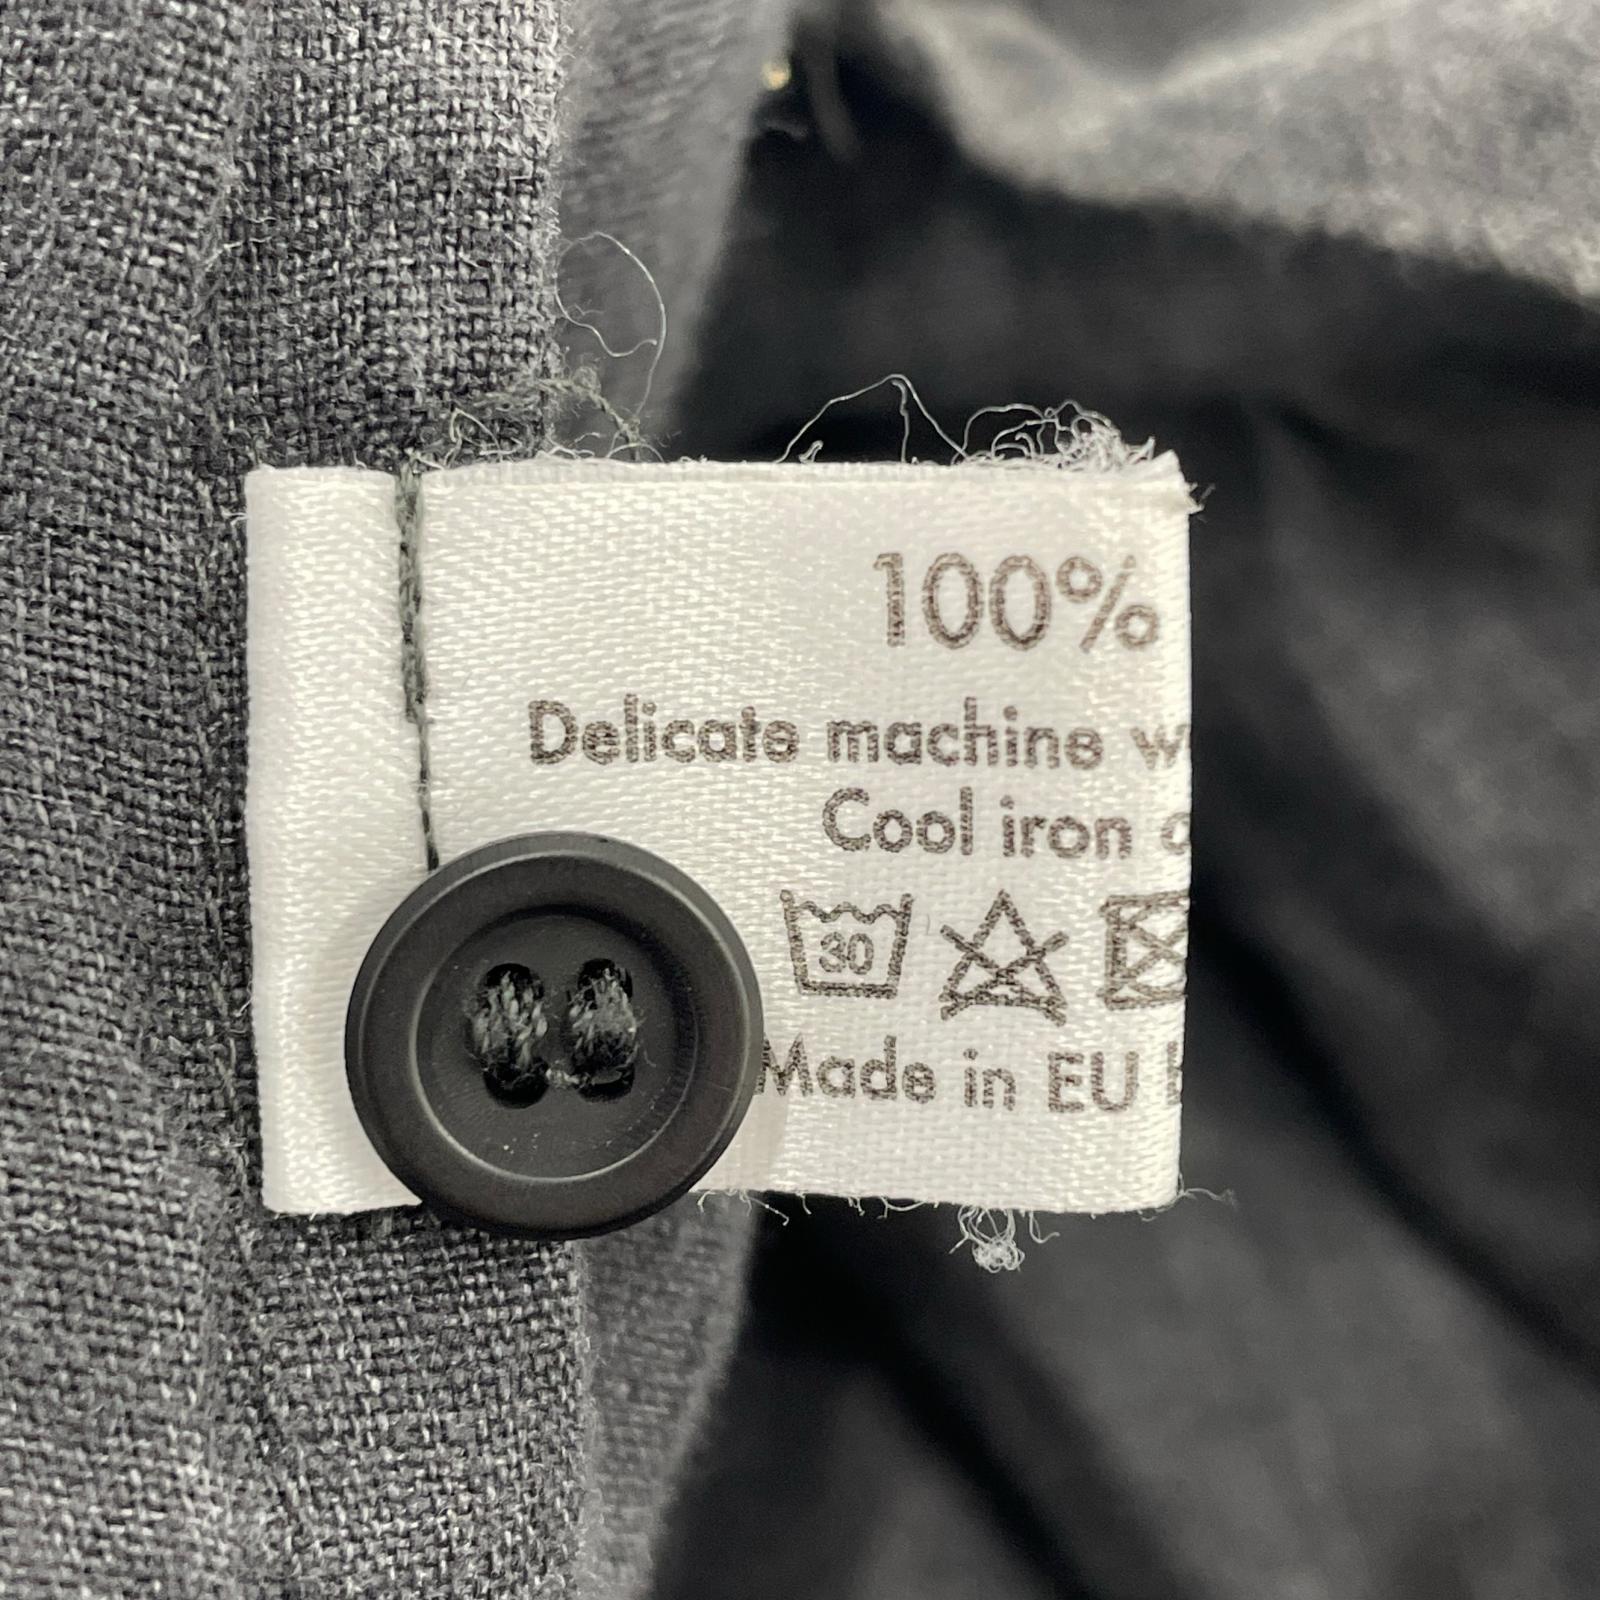 100%
Delicate machine w
Cool iron
30
Made in EU